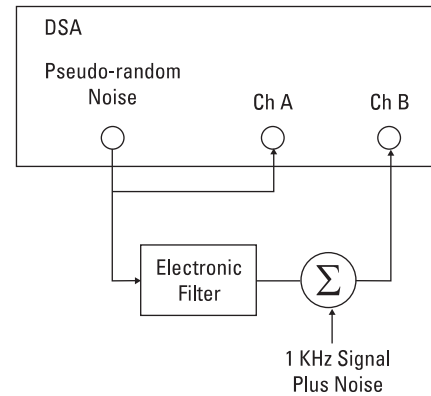 DSA
Pseudo-random
Noise
Ch A
Ch B
Electronic
Filter
Σ
1 KHz Signal
Plus Noise